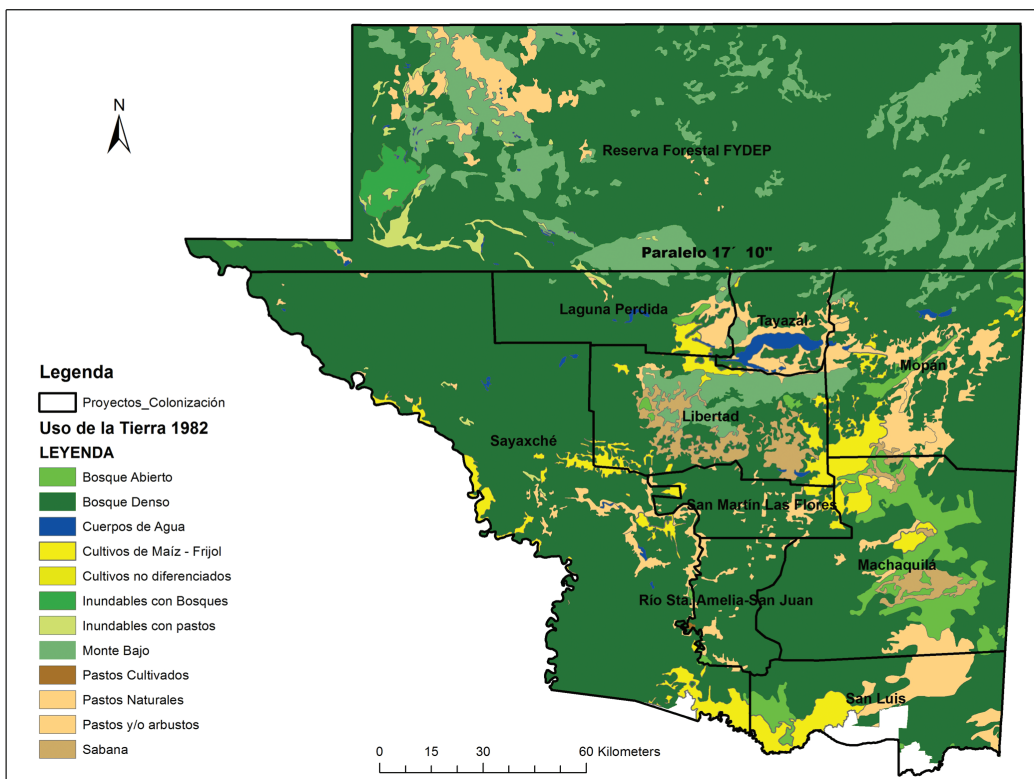 N
Reserva Forestal FYDEP
Paralelo 17´ 10"
Laguna Perdida
Tayazal
Mopán
Libertad
Sayaxché
San Martín Las Flores
Machaquilá
Río Sta. Amelia-San Juan
San Luis
Legenda
Proyectos_Colonización
Uso de la Tierra 1982
LEYENDA
Bosque Abierto
Bosque Denso
Cuerpos de Agua
Cultivos de Maíz - Frijol
Cultivos no diferenciados
Inundables con Bosques
Inundables con pastos
Monte Bajo
Pastos Cultivados
Pastos Naturales
Pastos y/o arbustos
Sabana
0 15 30 60 Kilometers